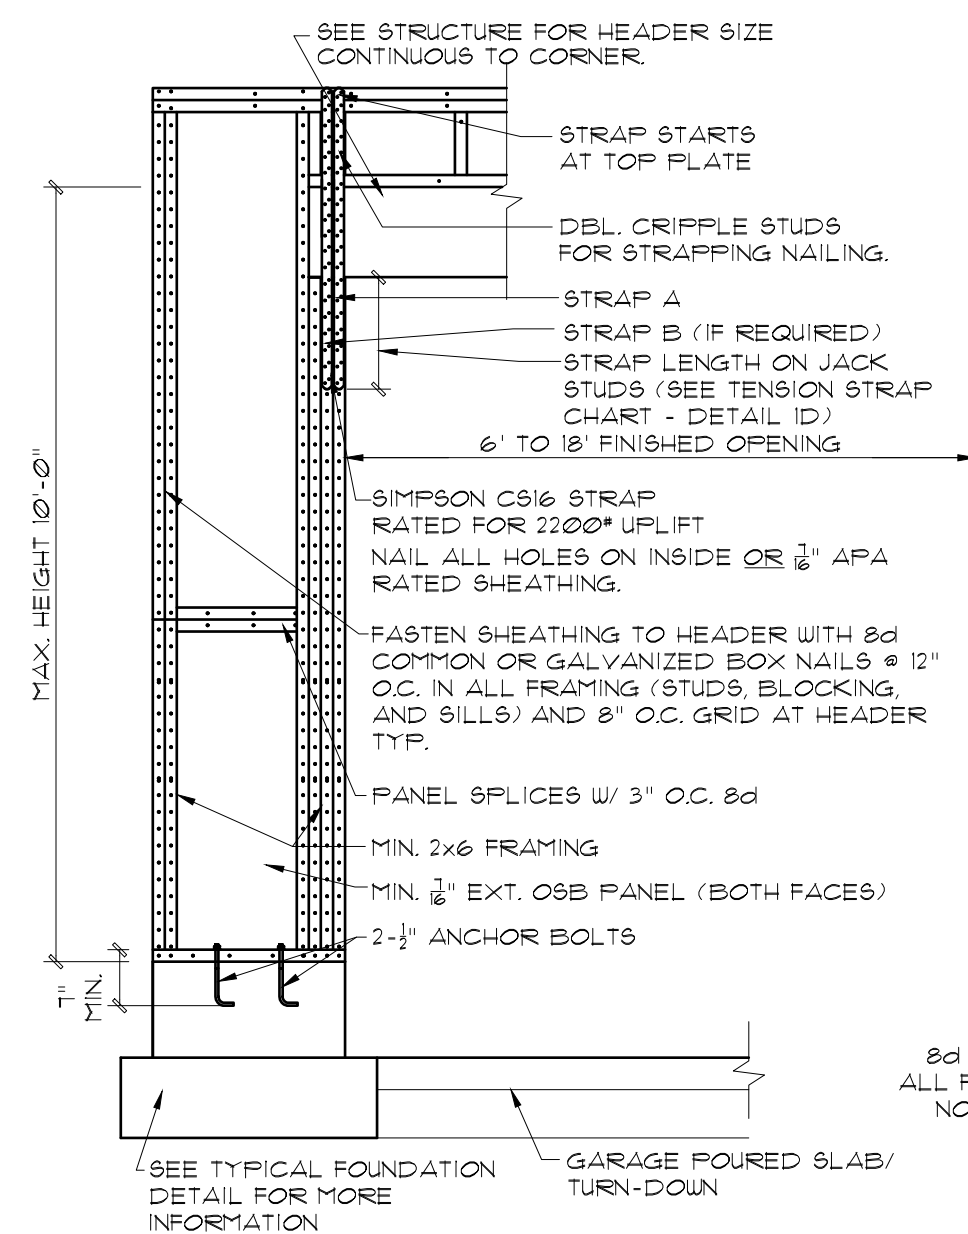 SEE STRUCTURE FOR HEADER SIZE
CONTINUOUS TO CORNER.
STRAP STARTS
AT TOP PLATE
DBL. CRIPPLE STUDS
FOR STRAPPING NAILING.
STRAP A
STRAP B (IF REQUIRED)
STRAP LENGTH ON JACK
STUDS (SEE TENSION STRAP
CHART - DETAIL 1D)
6' TO 18' FINISHED OPENING
MAX. HEIGHT 10'-0"
SIMPSON CS16 STRAP
RATED FOR 2200# UPLIFT
NAIL ALL HOLES ON INSIDE OR 7/16" APA
RATED SHEATHING.
FASTEN SHEATHING TO HEADER WITH 8d
COMMON OR GALVANIZED BOX NAILS @ 12"
O.C. IN ALL FRAMING (STUDS, BLOCKING,
AND SILLS) AND 8" O.C. GRID AT HEADER
TYP.
PANEL SPLICES W/ 3" O.C. 8d
MIN. 2x6 FRAMING
MIN. 7/16" EXT. OSB PANEL (BOTH FACES)
2-1/2" ANCHOR BOLTS
7"
MIN.
8d
ALL F
NO
SEE TYPICAL FOUNDATION
DETAIL FOR MORE
INFORMATION
GARAGE POURED SLAB/
TURN-DOWN